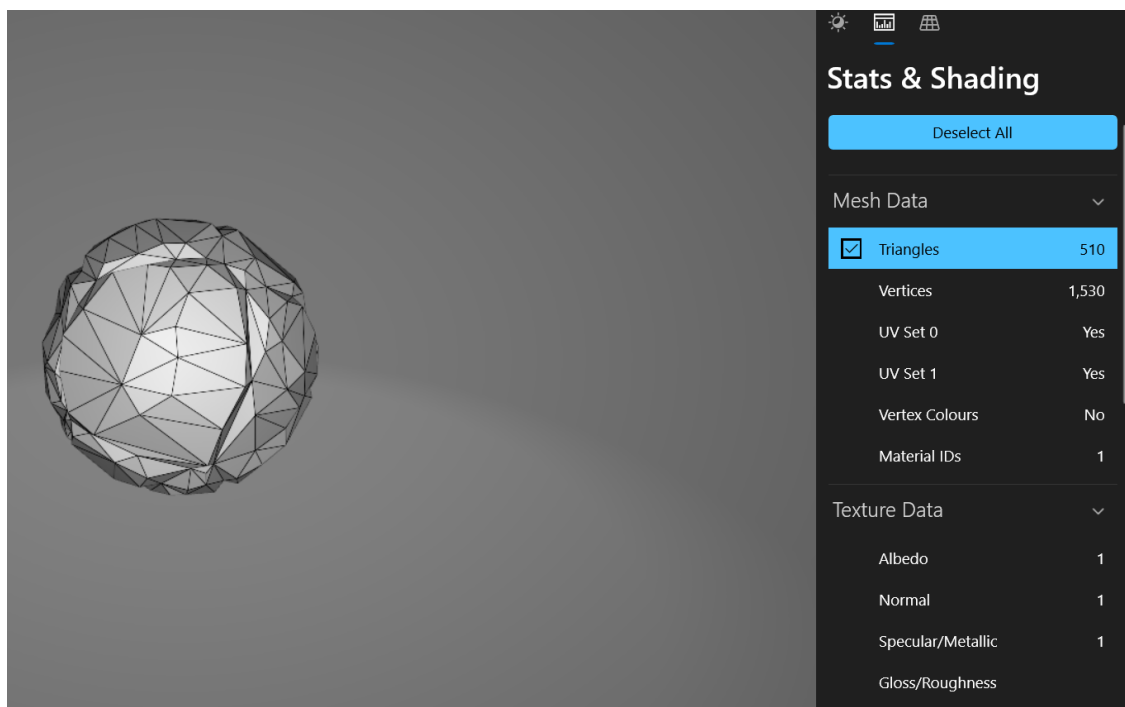 Stats & Shading
Deselect All
Mesh Data
Triangles 510
Vertices 1,530
UV Set 0 Yes
UV Set 1 Yes
Vertex Colours No
Material IDs 1
Texture Data
Albedo 1
Normal 1
Specular/Metallic 1
Gloss/Roughness